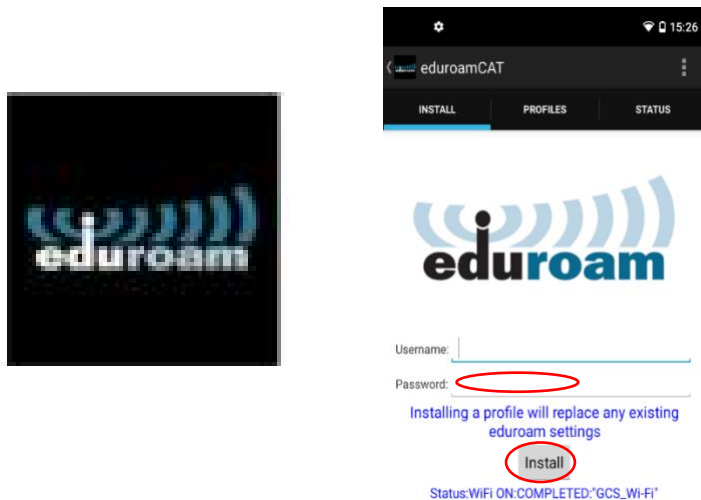 eduroam
15:26
eduroamCAT
INSTALL PROFILES STATUS
eduroam
Username:
Password:
Installing a profile will replace any existing
eduroam settings
Install
Status:WiFi ON:COMPLETED:"GCS_Wi-Fi"